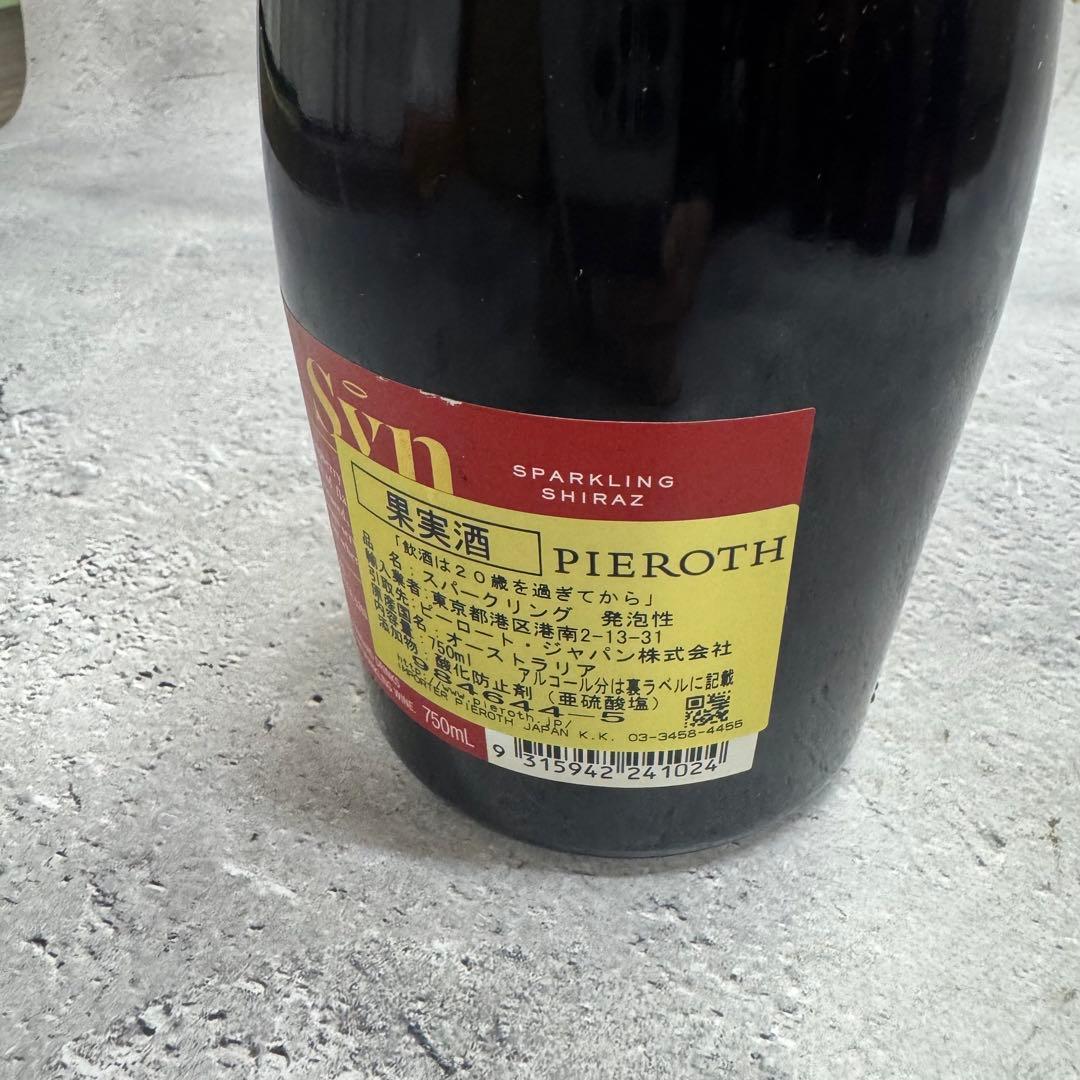 Syn
SPARKLING
SHIRAZ
果実酒
PIEROTH
「飲酒は20歳を過ぎてから」
品 名：スパークリング 発泡性
輸入業者：東京都港区港南2-13-31
引取先：ピーロート・ジャパン株式会社
原産国名：オーストラリア
内容量：750ml アルコール分は裏ラベルに記載
添加物：酸化防止剤（亜硫酸塩）
984644-5
http://www.pieroth.jp/
IMPORTER PIEROTH JAPAN K.K. 03-3458-4455
WINE. 750mL
9 315942 241024